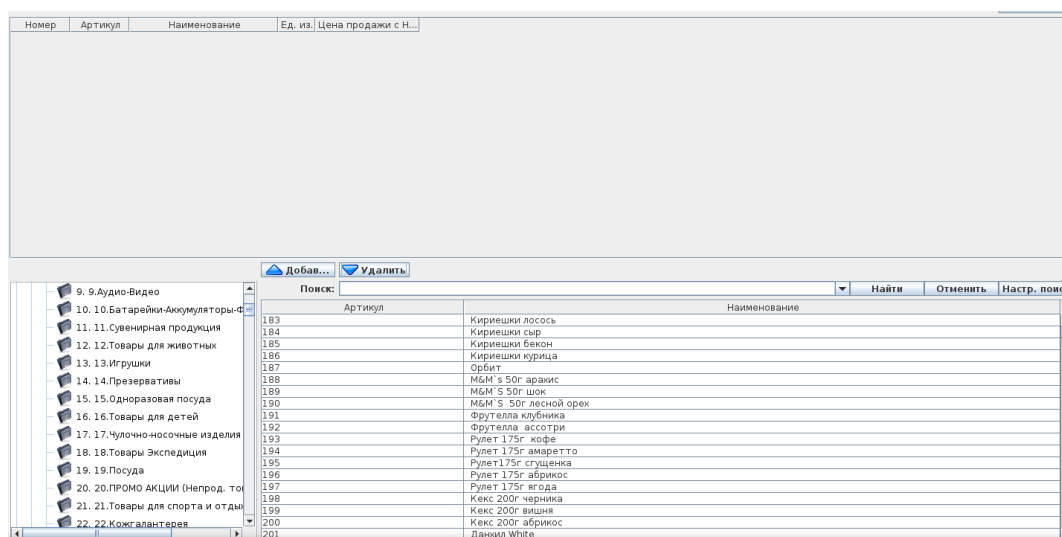 Номер Артикул Наименование Ед. из. Цена продажи с Н...
Добав... Удалить
Поиск: Найти Отменить Настр. пои
9. 9.Аудио-Видео
10. 10.Батарейки-Аккумуляторы-Ф
11. 11.Сувенирная продукция
12. 12.Товары для животных
13. 13.Игрушки
14. 14.Презервативы
15. 15.Одноразовая посуда
16. 16.Товары для детей
17. 17.Чулочно-носочные изделия
18. 18.Товары Экспедиция
19. 19.Посуда
20. 20.ПРОМО АКЦИИ (Непрод. то
21. 21.Товары для спорта и отды
22. 22.Кожгалантерея
Артикул Наименование
183 Кириешки лосось
184 Кириешки сыр
185 Кириешки бекон
186 Кириешки курица
187 Орбит
188 M&M`s 50г арахис
189 M&M`S 50г шок
190 M&M`S 50г лесной орех
191 Фрутелла клубника
192 Фрутелла ассотри
193 Рулет 175г кофе
194 Рулет 175г амаретто
195 Рулет175г сгущенка
196 Рулет 175г абрикос
197 Рулет 175г ягода
198 Кекс 200г черника
199 Кекс 200г вишня
200 Кекс 200г абрикос
201 Данхил White